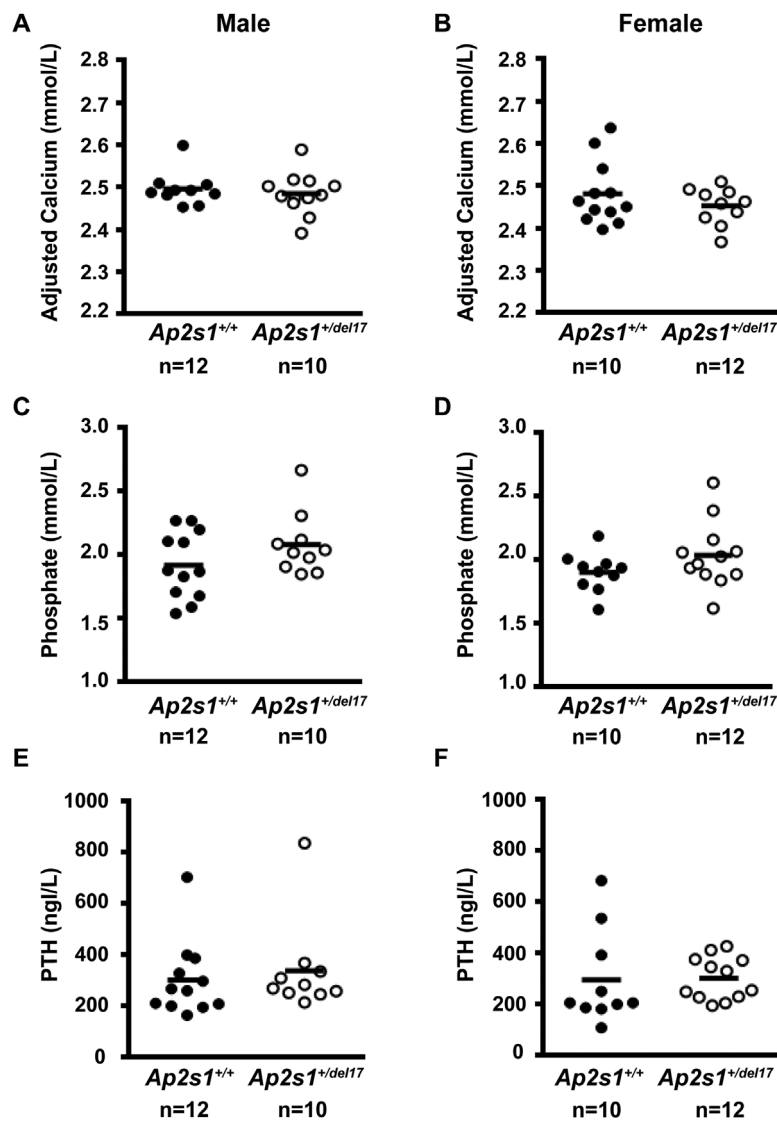 A
Male
B
Female
Adjusted Calcium (mmol/L)
2.8
2.7
2.6
2.5
2.4
2.3
2.2
Ap2s1+/+
Ap2s1+/del17
n=12
n=10
Adjusted Calcium (mmol/L)
2.8
2.7
2.6
2.5
2.4
2.3
2.2
Ap2s1+/+
Ap2s1+/del17
n=10
n=12
C
Phosphate (mmol/L)
3.0
2.5
2.0
1.5
1.0
Ap2s1+/+
Ap2s1+/del17
n=12
n=10
D
Phosphate (mmol/L)
3.0
2.5
2.0
1.5
1.0
Ap2s1+/+
Ap2s1+/del17
n=10
n=12
E
PTH (ngl/L)
1000
800
600
400
200
0
Ap2s1+/+
Ap2s1+/del17
n=12
n=10
F
PTH (ngl/L)
1000
800
600
400
200
0
Ap2s1+/+
Ap2s1+/del17
n=10
n=12